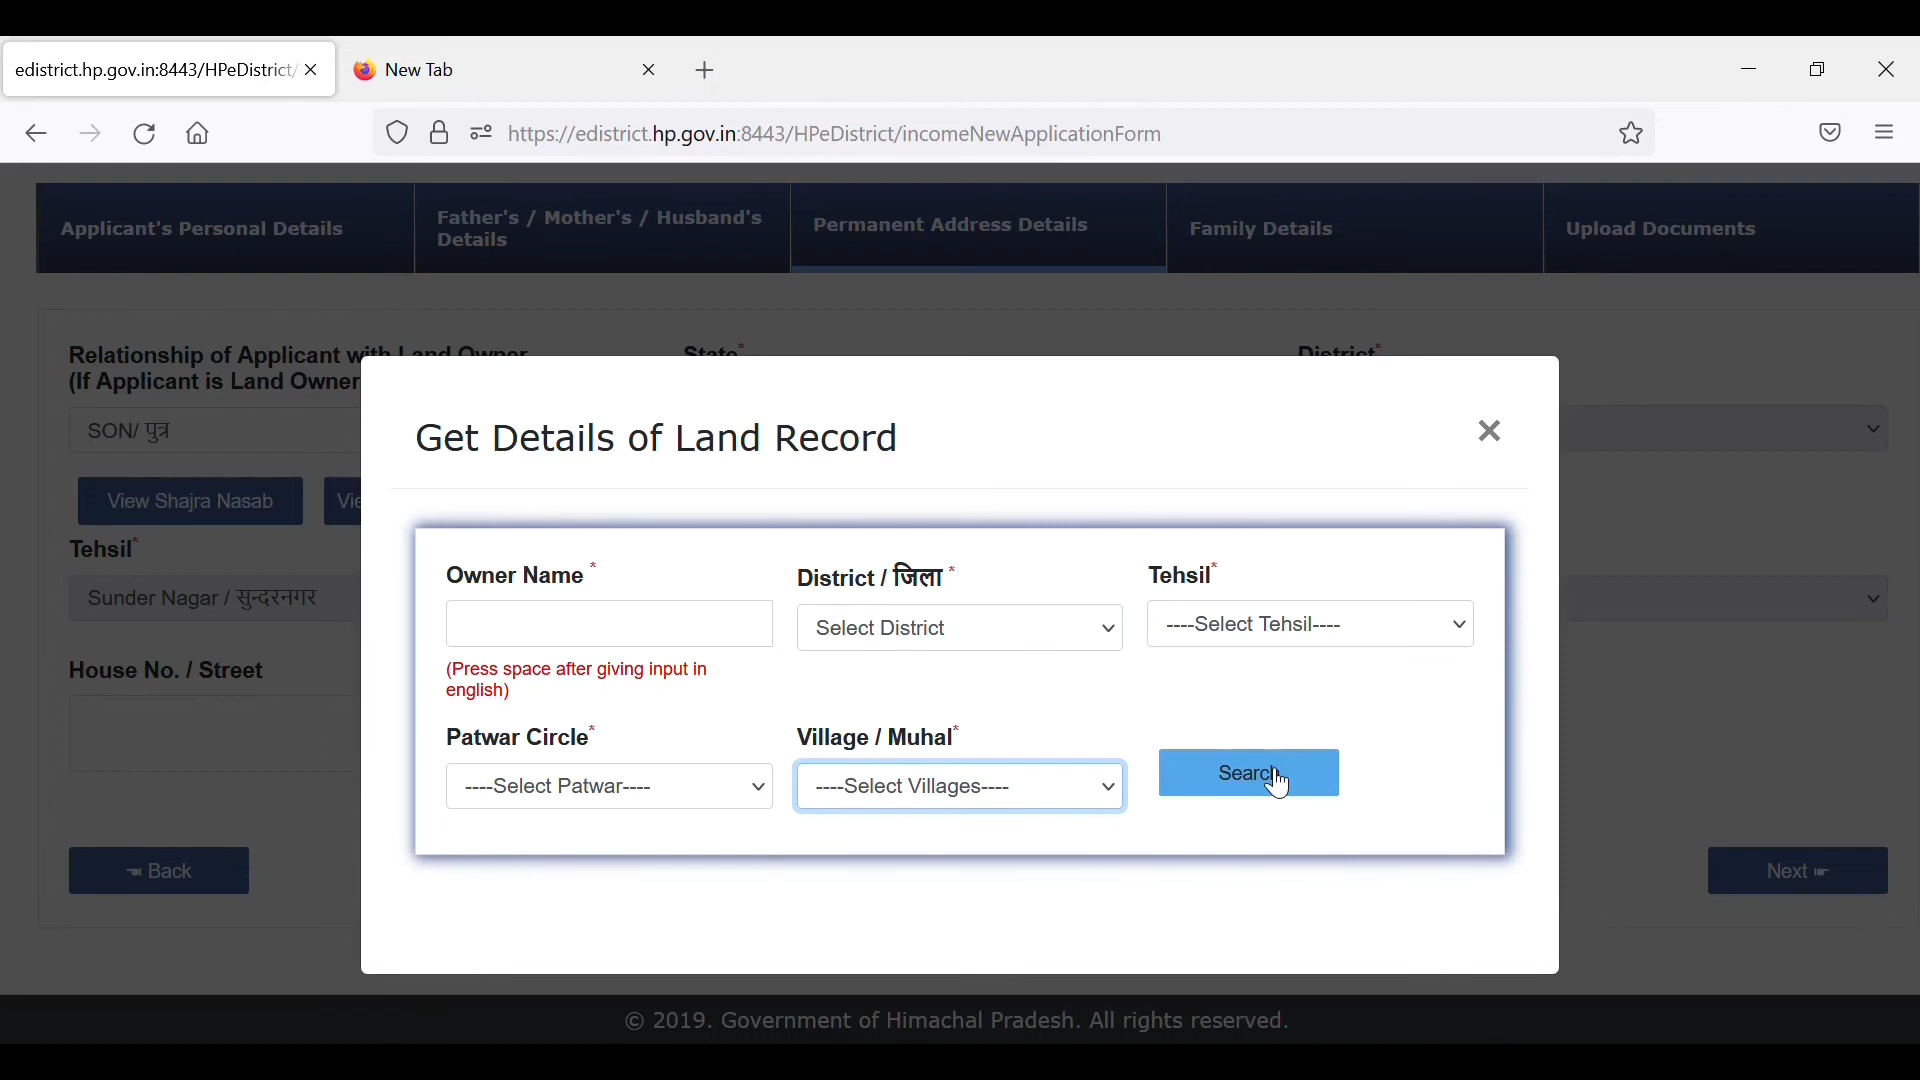 edistrict.hp.gov.in:8443/HPeDistrict/
New Tab
https://edistrict.hp.gov.in:8443/HPeDistrict/incomeNewApplicationForm
Applicant's Personal Details
Father's / Mother's / Husband's
Details
Permanent Address Details
Family Details
Upload Documents
Relationship of Applicant with Land Owner
(If Applicant is Land Owner
State*
District*
SON/ पुत्र
View Shajra Nasab
Vie
Tehsil*
Sunder Nagar / सुन्दरनगर
House No. / Street
Get Details of Land Record
Owner Name *
District / जिला *
Tehsil*
Select District
----Select Tehsil----
(Press space after giving input in
english)
Patwar Circle*
Village / Muhal*
----Select Patwar----
----Select Villages----
Search
Back
Next
© 2019. Government of Himachal Pradesh. All rights reserved.